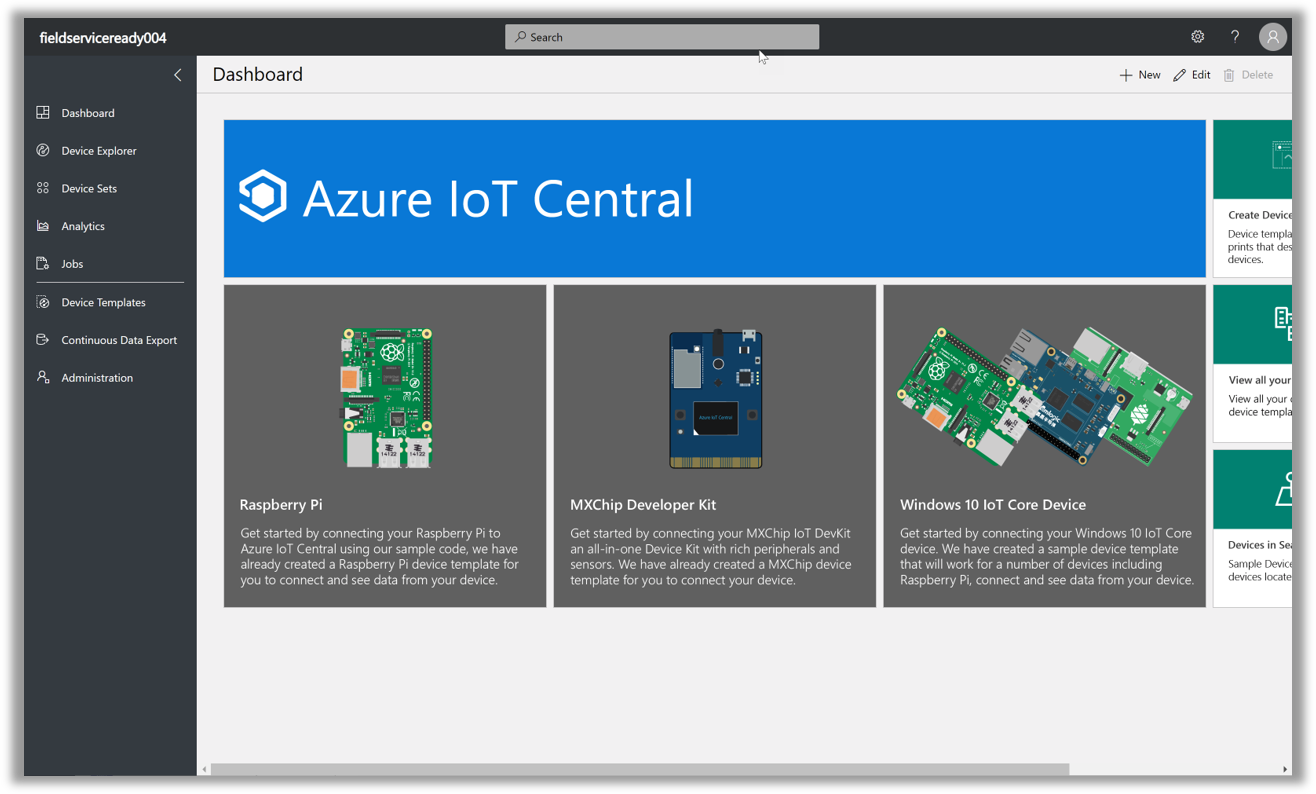 fieldserviceready004
Search
?
Dashboard
New
Edit
Delete
Dashboard
Device Explorer
Device Sets
Analytics
Jobs
Device Templates
Continuous Data Export
Administration
Azure IoT Central
Raspberry Pi
Get started by connecting your Raspberry Pi to
Azure IoT Central using our sample code, we have
already created a Raspberry Pi device template for
you to connect and see data from your device.
Azure IoT Central
MXChip Developer Kit
Get started by connecting your MXChip IoT DevKit
an all-in-one Device Kit with rich peripherals and
sensors. We have already created a MXChip device
template for you to connect your device.
Windows 10 IoT Core Device
Get started by connecting your Windows 10 IoT Core
device. We have created a sample device template
that will work for a number of devices including
Raspberry Pi, connect and see data from your device.
Create Device
Device templa
prints that des
devices.
View all your
View all your
device templa
Devices in Sea
Sample Device
devices locate